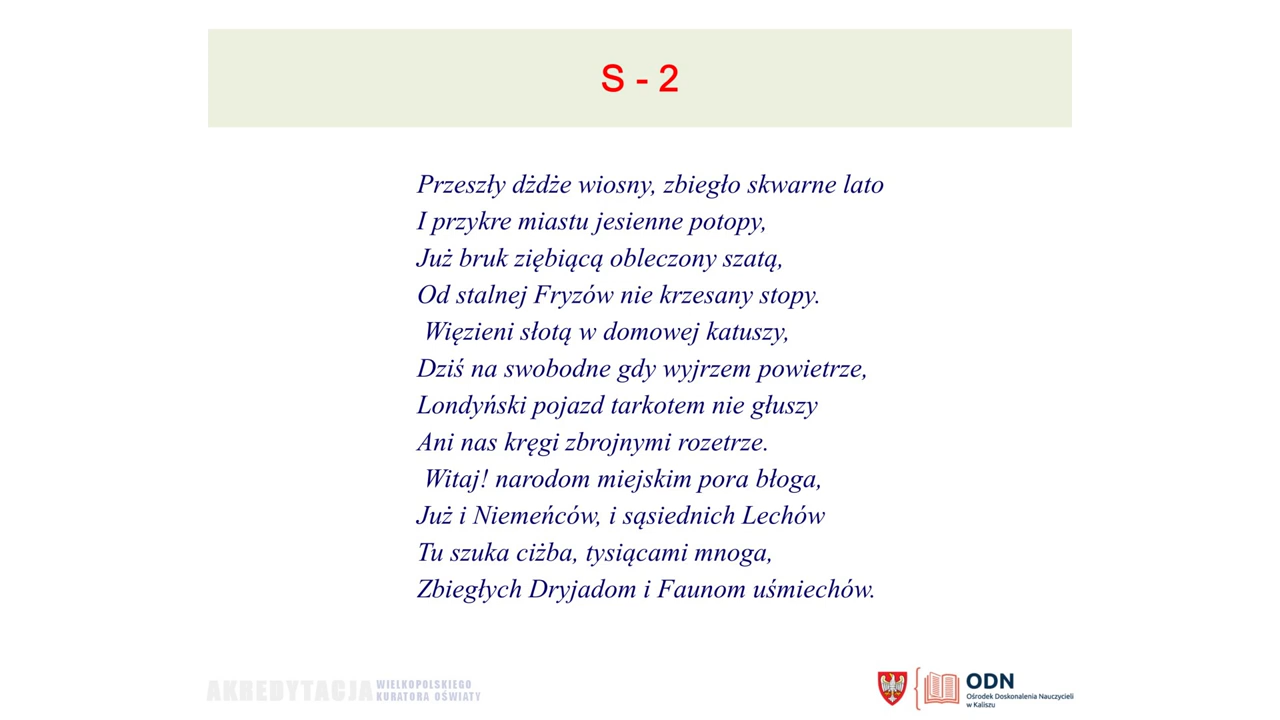 S - 2
Przeszły dżdże wiosny, zbiegło skwarne lato
I przykre miastu jesienne potopy,
Już bruk ziębiącą obleczony szatą,
Od stalnej Fryzów nie krzesany stopy.
Więzieni słotą w domowej katuszy,
Dziś na swobodne gdy wyjrzem powietrze,
Londyński pojazd tarkotem nie głuszy
Ani nas kręgi zbrojnymi rozetrze.
Witaj! narodom miejskim pora błoga,
Już i Niemeńców, i sąsiednich Lechów
Tu szuka ciżba, tysiącami mnoga,
Zbiegłych Dryjadom i Faunom uśmiechów.
AKREDYTACJA WIELKOPOLSKIEGO
KURATORA OŚWIATY
ODN
Ośrodek Doskonalenia Nauczycieli
w Kaliszu